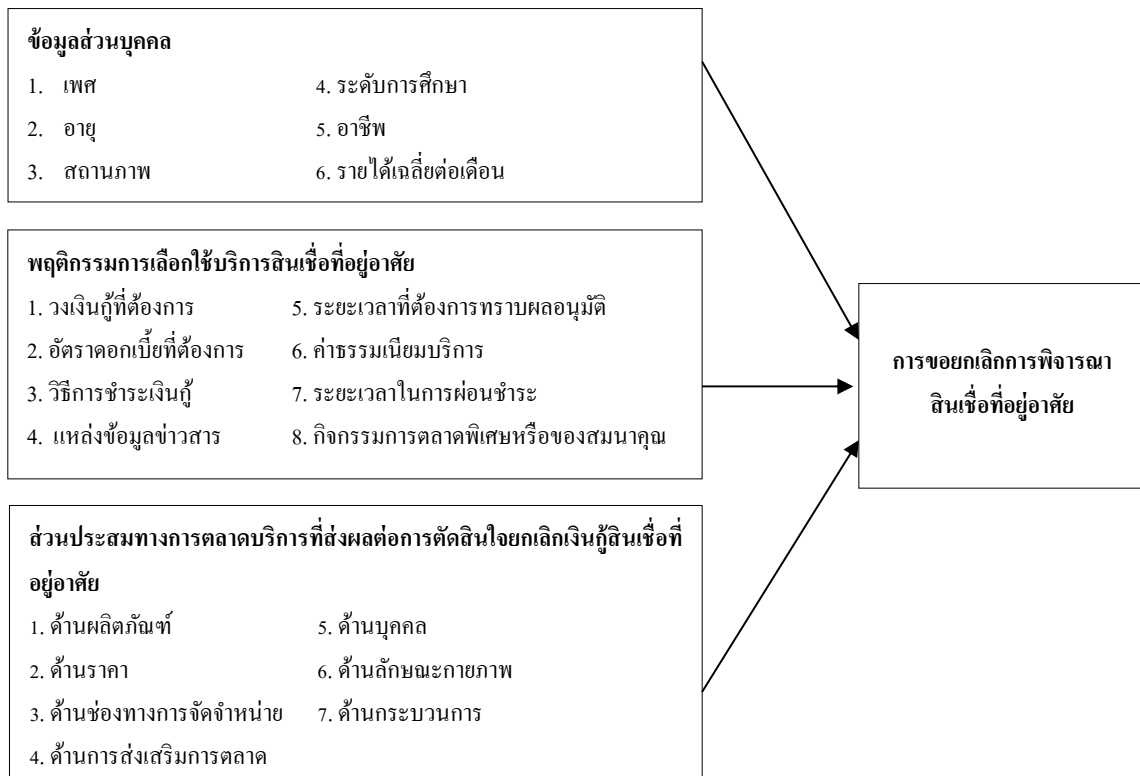 ข้อมูลส่วนบุคคล
1. เพศ
4. ระดับการศึกษา
2. อายุ
5. อาชีพ
3. สถานภาพ
6. รายได้เฉลี่ยต่อเดือน
พฤติกรรมการเลือกใช้บริการสินเชื่อที่อยู่อาศัย
1. วงเงินกู้ที่ต้องการ
5. ระยะเวลาที่ต้องการทราบผลอนุมัติ
2. อัตราดอกเบี้ยที่ต้องการ
6. ค่าธรรมเนียมบริการ
3. วิธีการชำระเงินกู้
7. ระยะเวลาในการผ่อนชำระ
4. แหล่งข้อมูลข่าวสาร
8. กิจกรรมการตลาดพิเศษหรือของสมนาคุณ
การขอยกเลิกการพิจารณา
สินเชื่อที่อยู่อาศัย
ส่วนประสมทางการตลาดบริการที่ส่งผลต่อการตัดสินใจยกเลิกเงินกู้สินเชื่อที่
อยู่อาศัย
1. ด้านผลิตภัณฑ์
5. ด้านบุคคล
2. ด้านราคา
6. ด้านลักษณะกายภาพ
3. ด้านช่องทางการจัดจำหน่าย
7. ด้านกระบวนการ
4. ด้านการส่งเสริมการตลาด